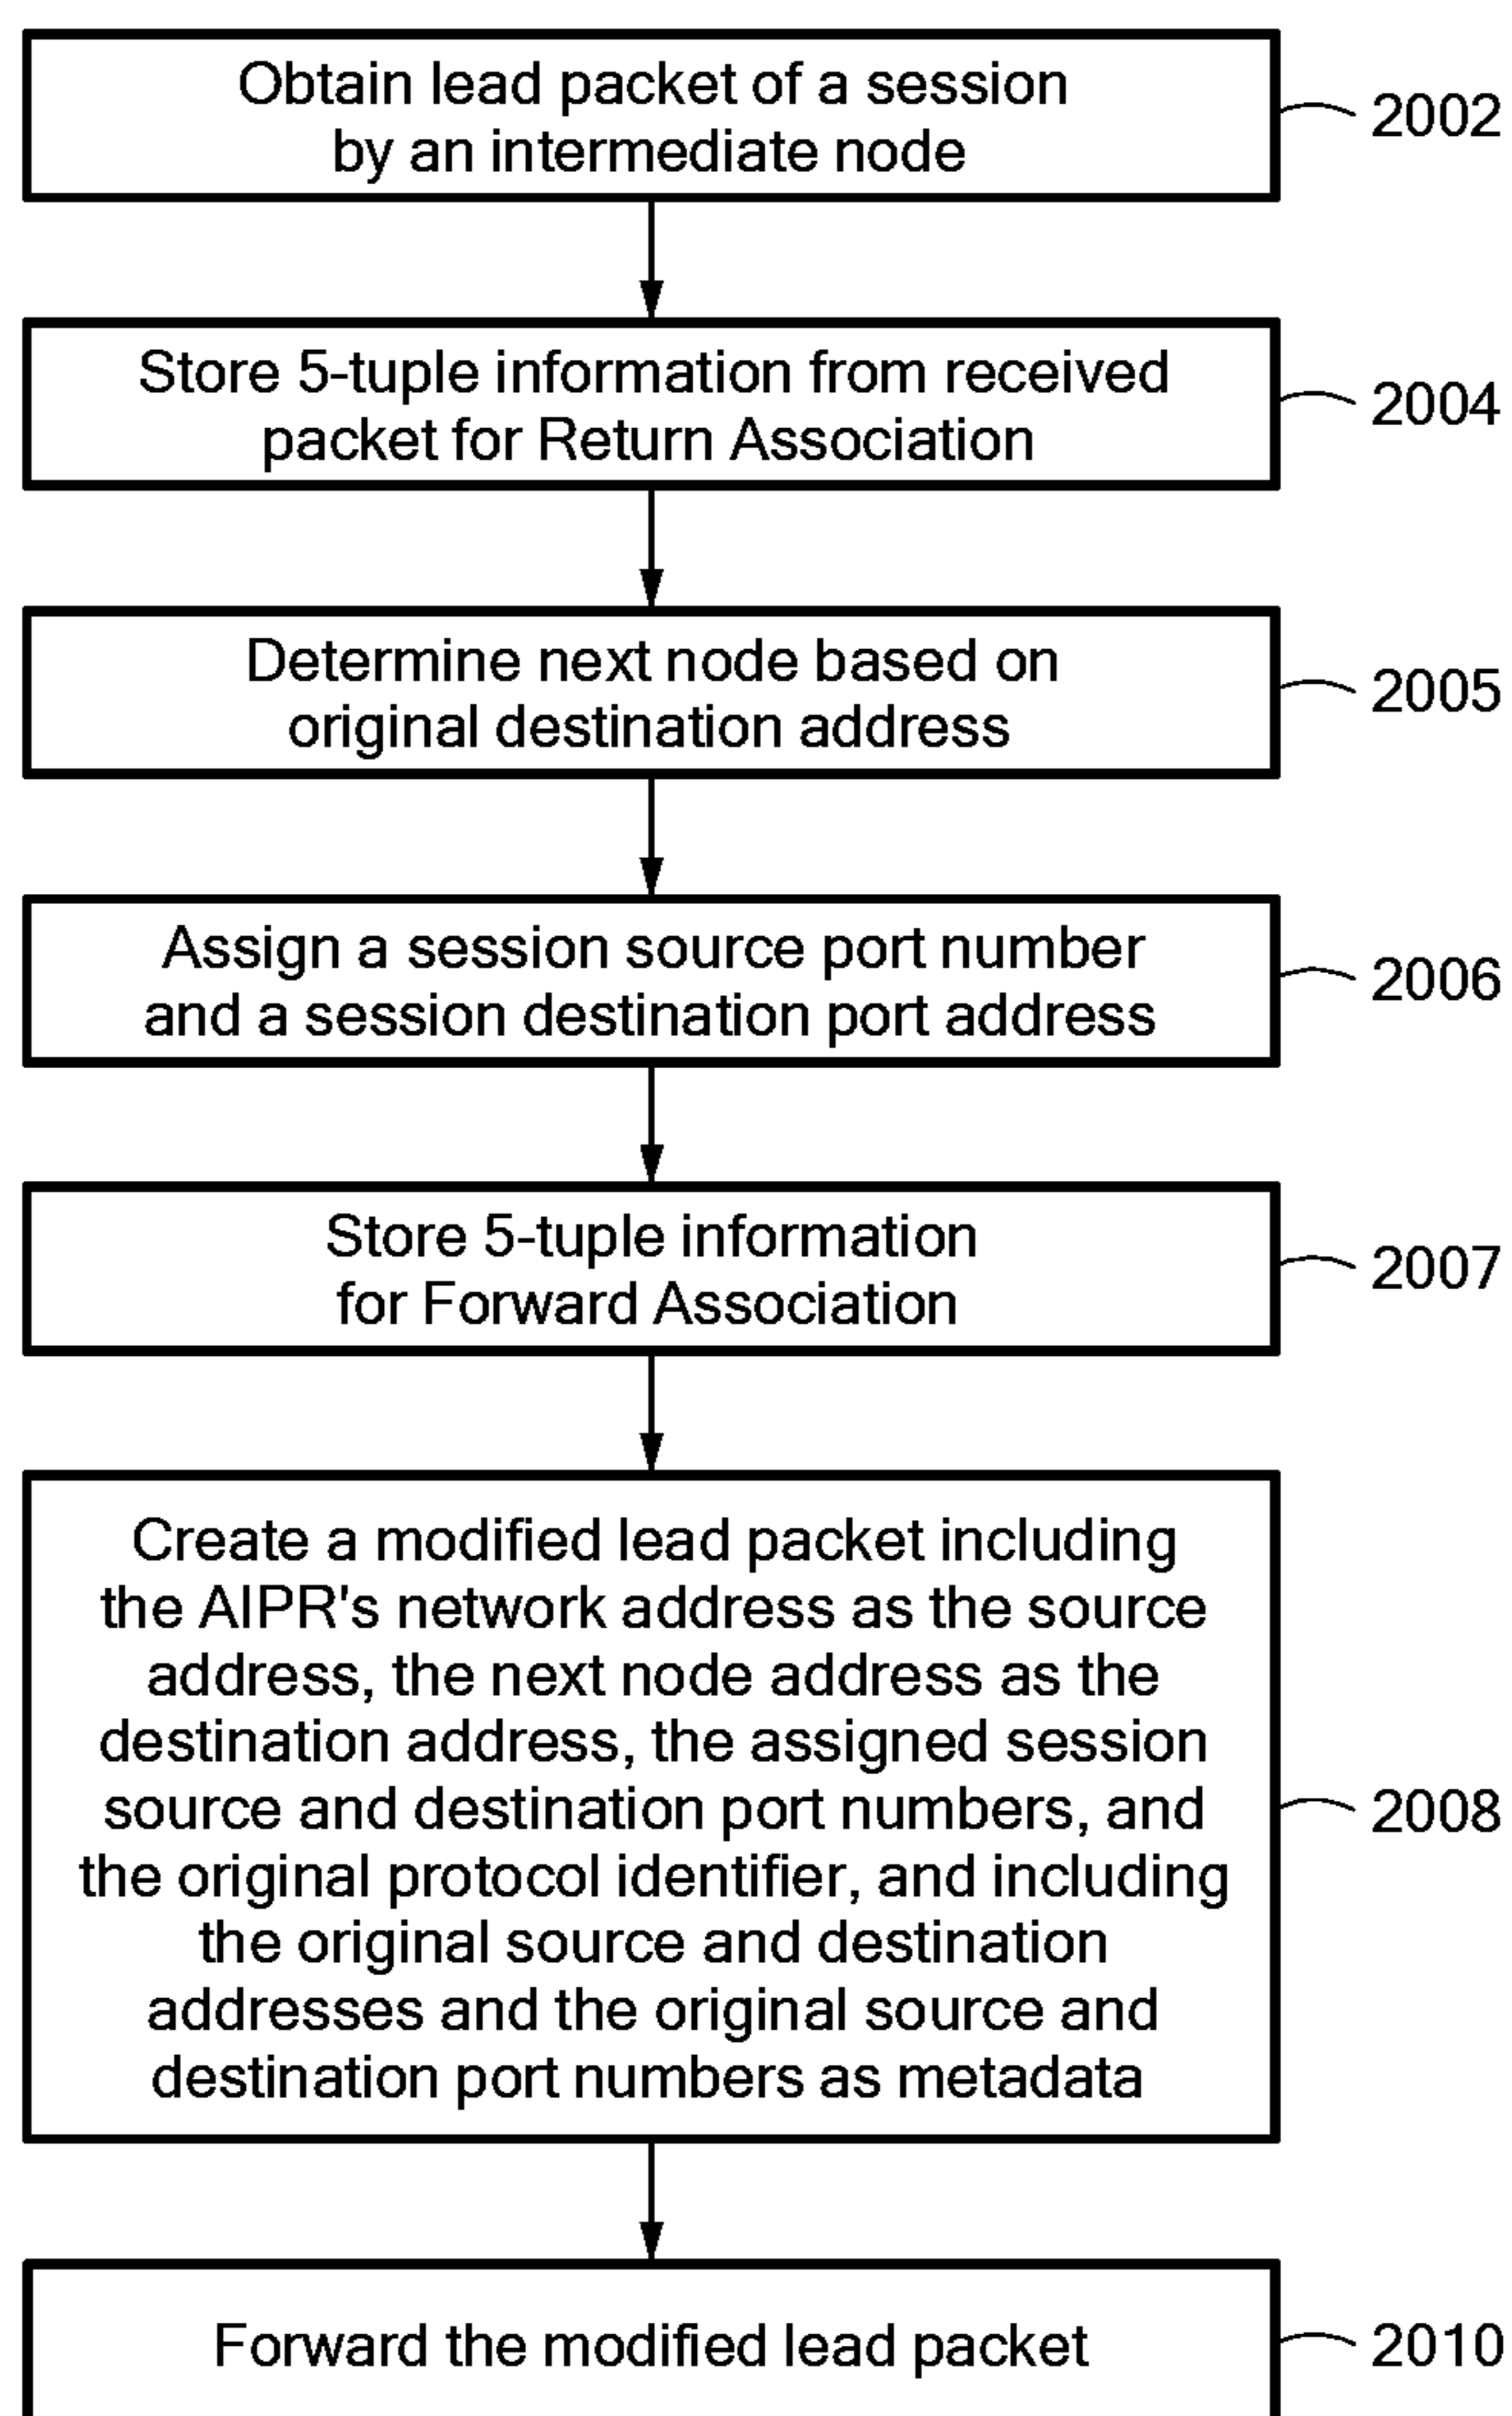 Obtain lead packet of a session
by an intermediate node
2002
Store 5-tuple information from received
packet for Return Association
2004
Determine next node based on
original destination address
2005
Assign a session source port number
and a session destination port address
2006
Store 5-tuple information
for Forward Association
2007
Create a modified lead packet including
the AIPR's network address as the source
address, the next node address as the
destination address, the assigned session
source and destination port numbers, and
the original protocol identifier, and including
the original source and destination
addresses and the original source and
destination port numbers as metadata
2008
Forward the modified lead packet
2010